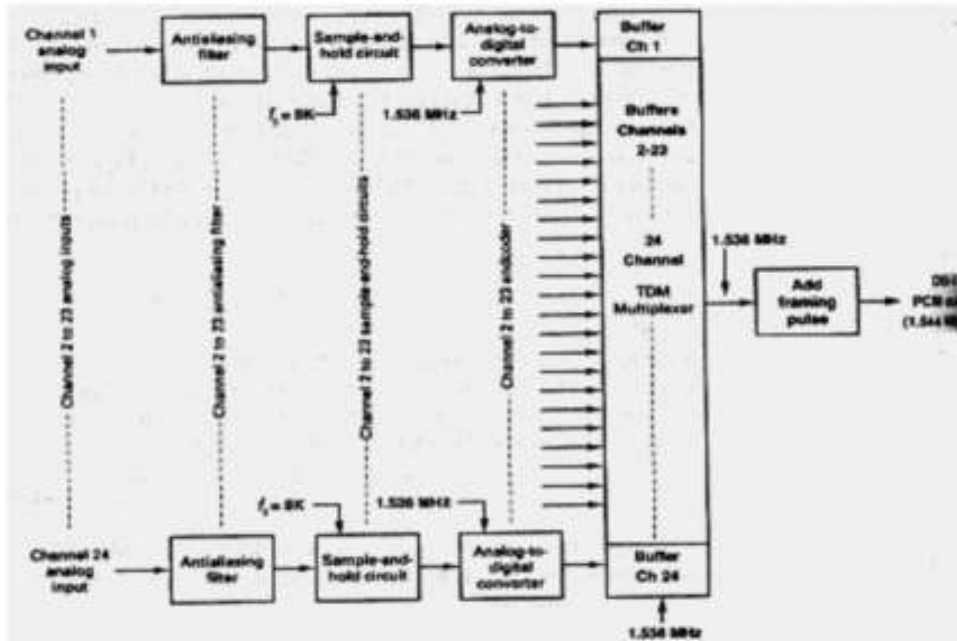 Channel 1
analog
input
Antialiasing
filter
Sample-and-
hold circuit
Analog-to-
digital
converter
Buffer
Ch 1
fs = 8K
1.536 MHz
Buffers
Channels
2-23
Channel 2 to 23 analog inputs
Channel 2 to 23 antialiasing filter
Channel 2 to 23 sample-and-hold circuits
Channel 2 to 23 endcoder
24
Channel
TDM
Multiplexer
1.536 MHz
Add
framing
pulse
PCM
(1.544
fs = 8K
1.536 MHz
Channel 24
analog
input
Antialiasing
filter
Sample-and-
hold circuit
Analog-to-
digital
converter
Buffer
Ch 24
1.536 MHz